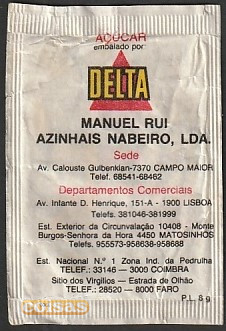 AÇÚCAR
embalado por
DELTA
MANUEL RUI
AZINHAIS NABEIRO, LDA.
Sede
Av. Calouste Gulbenkian-7370 CAMPO MAIOR
Telef. 68541-68462
Departamentos Comerciais
Av. Infante D. Henrique, 151-A - 1900 LISBOA
Telefs. 381046-381999
Est. Exterior da Circunvalação 10408 - Monte
Burgos-Senhora da Hora 4450 MATOSINHOS
Telefs. 955573-958638-958688
Est. Nacional N.º 1 Zona Ind. da Pedrulha
TELEF.: 33146 — 3000 COIMBRA
Sitio dos Virgilios — Estrada de Olhão
TELEF.: 28520 — 8000 FARO
P.L. 8 g
COISAS